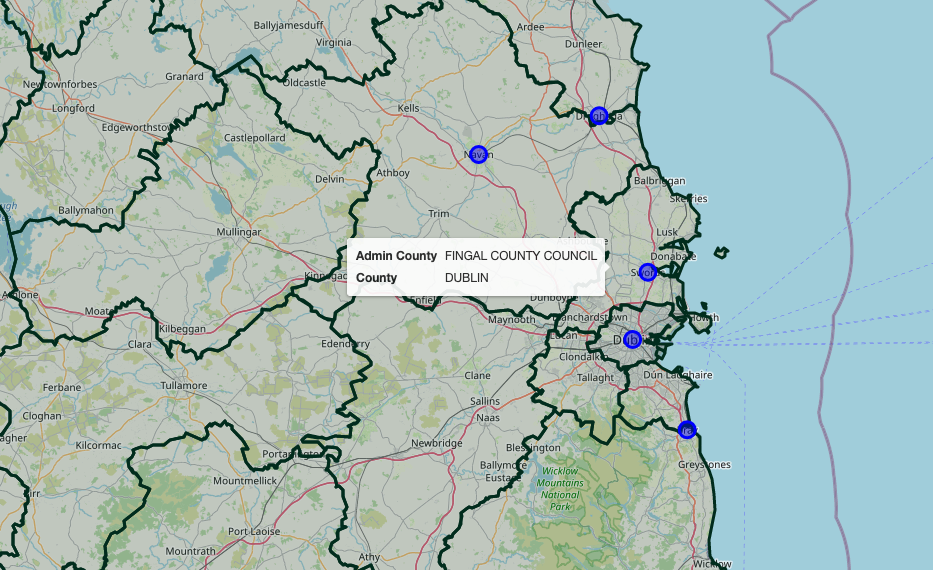 Ballyjamesduff
Ardee
Virginia
Dunleer
Granard
Oldcastle
Newtownforbes
Longford
Kells
Edgeworthstown
Castlepollard
Navan
Athboy
Delvin
Balbriggan
Skerries
Ballymahon
Trim
Mullingar
Lusk
Admin County FINGAL COUNTY COUNCIL
County DUBLIN
Donabate
Swords
Athlone
Moate
Dunboyne
Maynooth
Blanchardstown
Howth
Kilbeggan
Clara
Edenderry
Lucan
Dublin
Clondalkin
Dún Laoghaire
Clane
Tallaght
Ferbane
Tullamore
Sallins
Naas
Cloghan
Kilcormac
Newbridge
Blessington
Portarlington
Ballymore
Eustace
Greystones
Wicklow
Mountains
National
Park
Mountmellick
Port Laoise
Mountrath
Athy
Wicklow